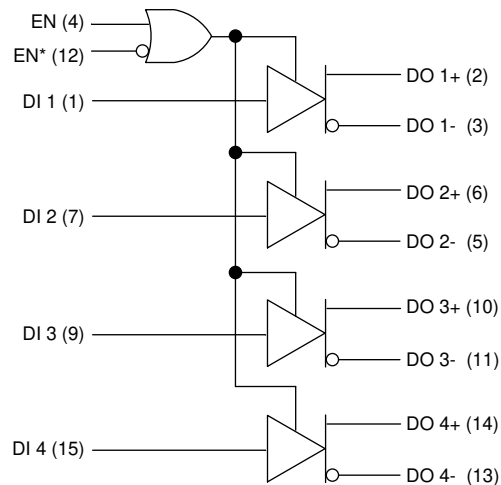 EN (4)
EN* (12)
DI 1 (1)
DO 1+ (2)
DO 1- (3)
DI 2 (7)
DO 2+ (6)
DO 2- (5)
DI 3 (9)
DO 3+ (10)
DO 3- (11)
DI 4 (15)
DO 4+ (14)
DO 4- (13)